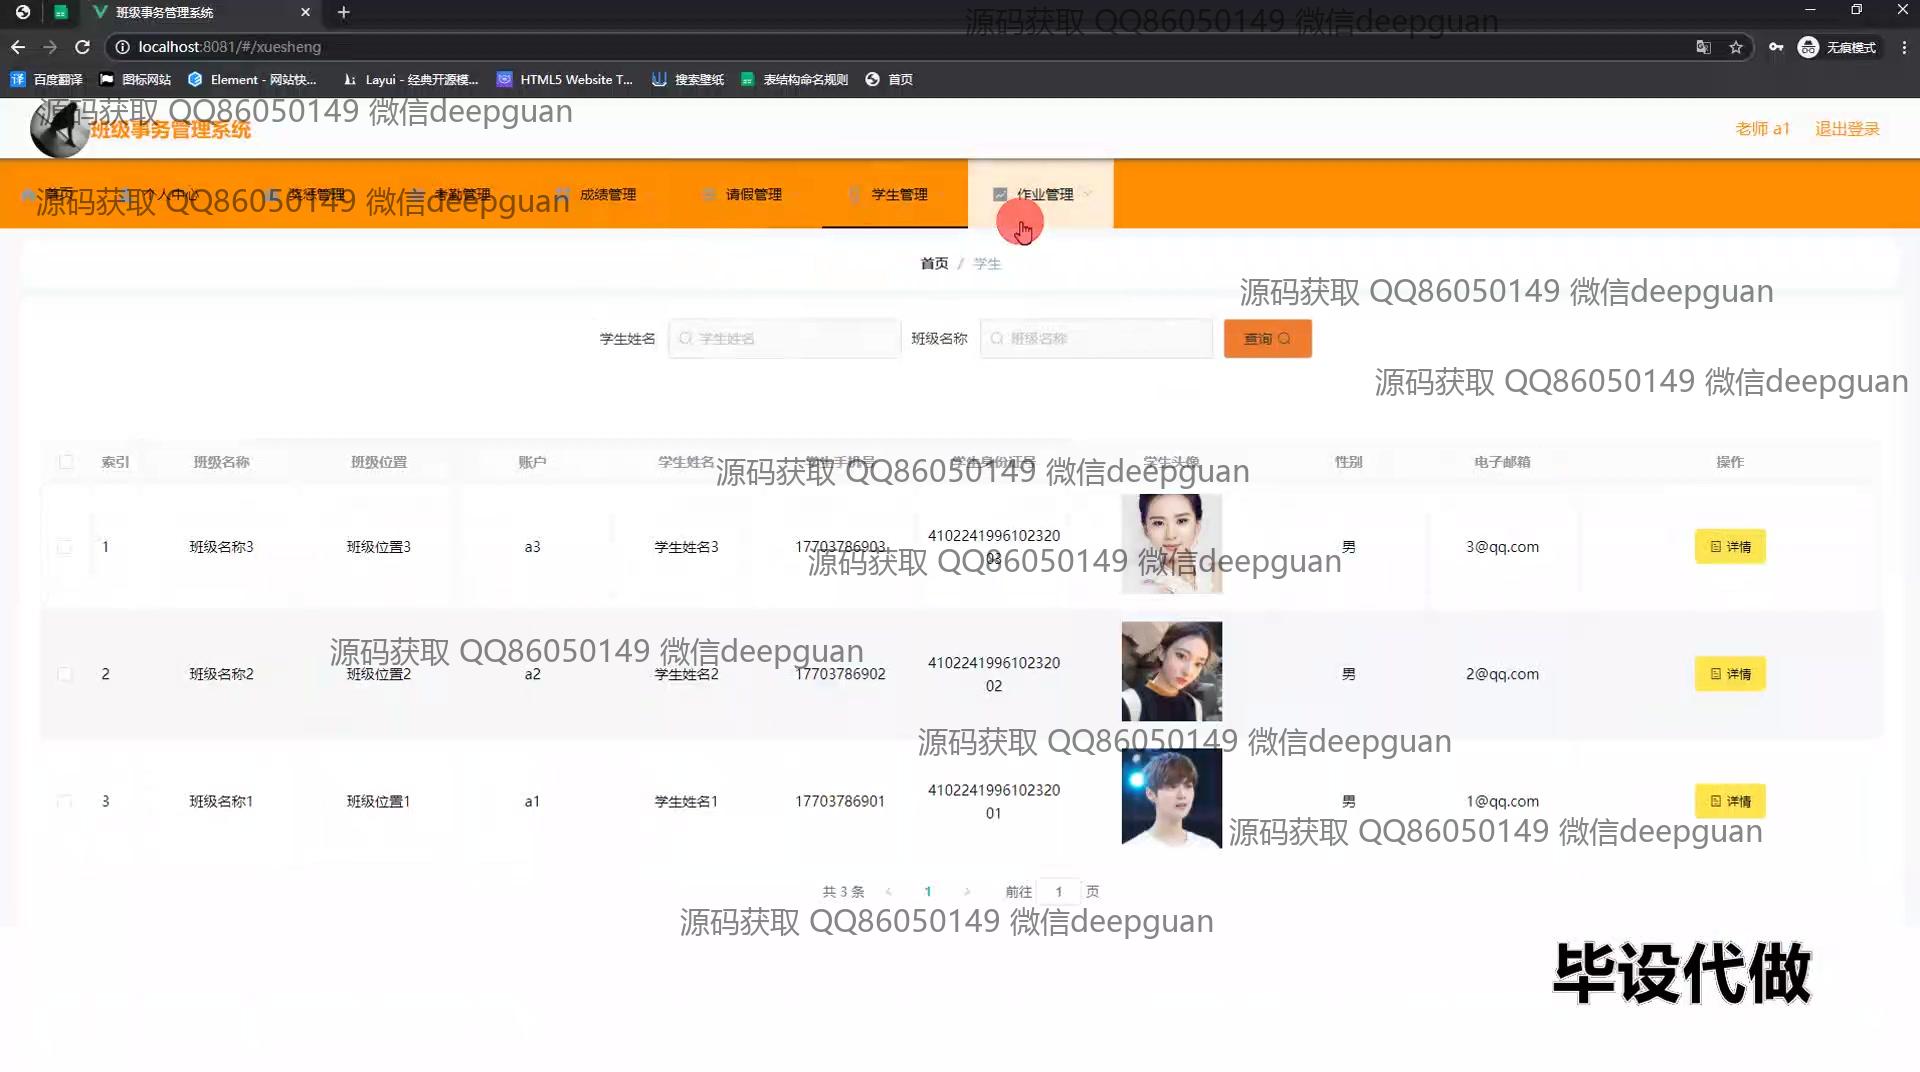 班级事务管理系统
源码获取 QQ86050149 微信deepguan
localhost:8081/#/xuesheng
无痕模式
百度翻译 图标网站 Element - 网站快... Layui - 经典开源模... HTML5 Website T... 搜索壁纸 表结构命名规则 首页
源码获取 QQ86050149 微信deepguan
班级事务管理系统
老师 a1 退出登录
首页 个人中心 奖惩管理 考勤管理 成绩管理 请假管理 学生管理 作业管理
源码获取 QQ86050149 微信deepguan
首页 / 学生
源码获取 QQ86050149 微信deepguan
学生姓名 学生姓名 班级名称 班级名称 查询
源码获取 QQ86050149 微信deepguan
索引 班级名称 班级位置 账户 学生姓名 学生手机号 学生身份证号 学生头像 性别 电子邮箱 操作
源码获取 QQ86050149 微信deepguan
1 班级名称3 班级位置3 a3 学生姓名3 17703786903 4102241996102320
03 男 3@qq.com 详情
源码获取 QQ86050149 微信deepguan
源码获取 QQ86050149 微信deepguan
2 班级名称2 班级位置2 a2 学生姓名2 17703786902 4102241996102320
02 男 2@qq.com 详情
源码获取 QQ86050149 微信deepguan
3 班级名称1 班级位置1 a1 学生姓名1 17703786901 4102241996102320
01 男 1@qq.com 详情
源码获取 QQ86050149 微信deepguan
共 3 条 < 1 > 前往 1 页
源码获取 QQ86050149 微信deepguan
毕设代做